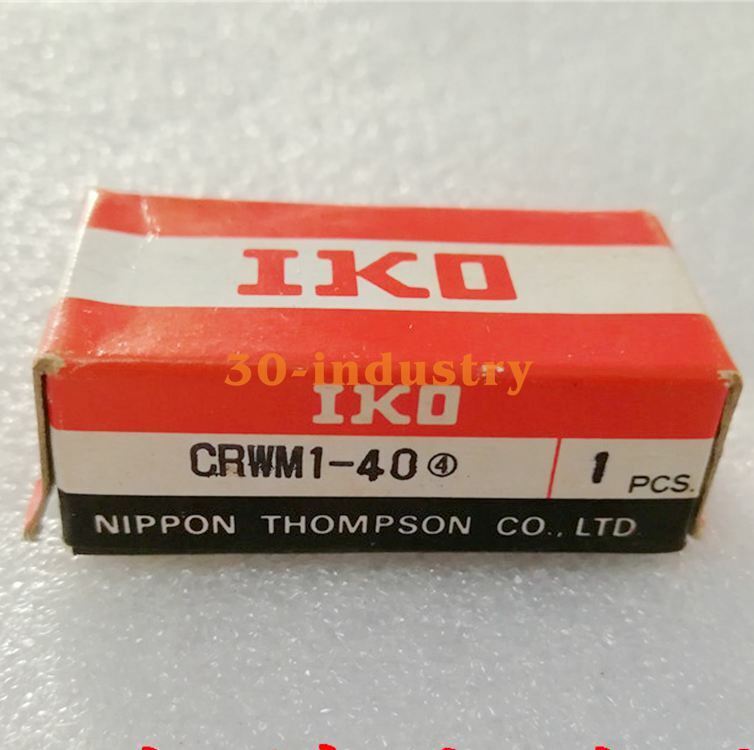 IKO
30-industry
IKO
CRWM1-40④ 1 PCS.
NIPPON THOMPSON CO., LTD